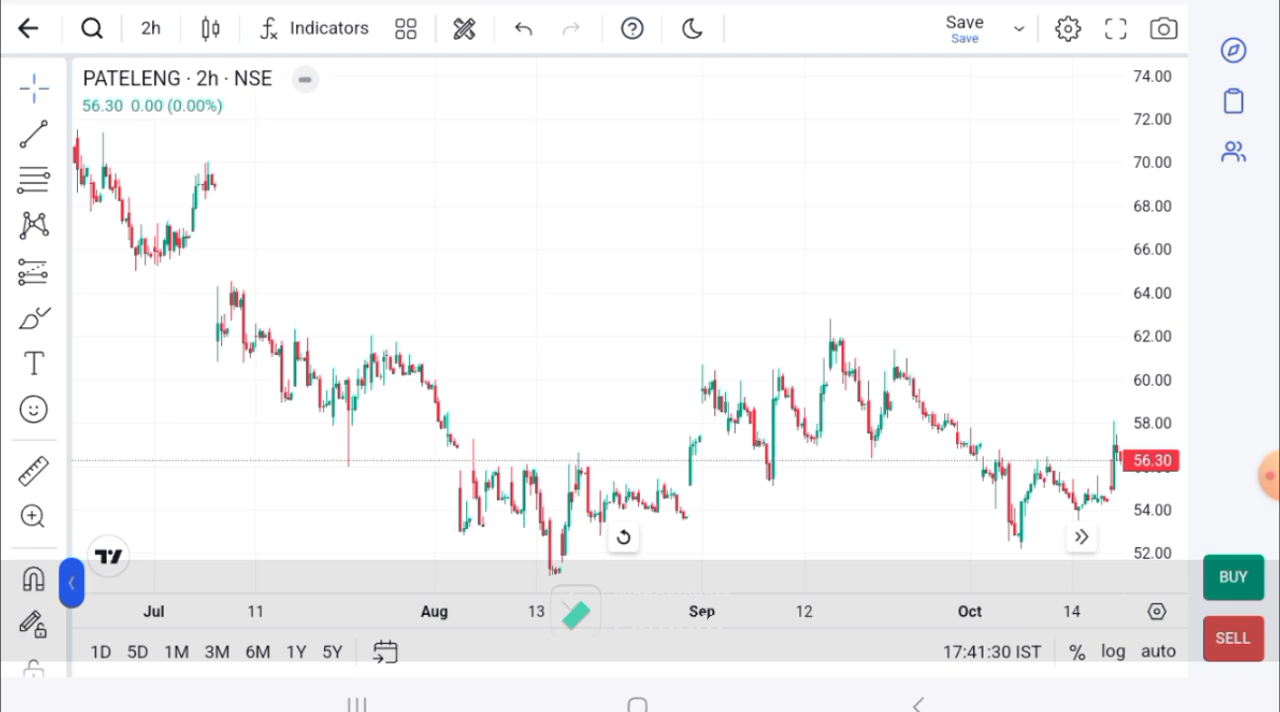 2h
Indicators
Save
Save
PATELENG · 2h · NSE
56.30 0.00 (0.00%)
74.00
72.00
70.00
68.00
66.00
64.00
62.00
60.00
58.00
56.30
54.00
52.00
BUY
Jul 11 Aug 13 Sep 12 Oct 14
SELL
1D 5D 1M 3M 6M 1Y 5Y
17:41:30 IST % log auto